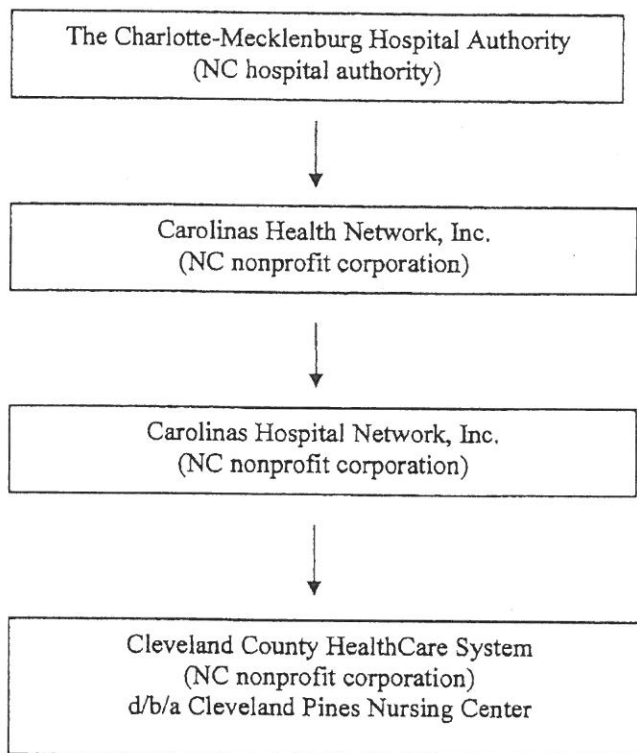 The Charlotte-Mecklenburg Hospital Authority
(NC hospital authority)
Carolinas Health Network, Inc.
(NC nonprofit corporation)
Carolinas Hospital Network, Inc.
(NC nonprofit corporation)
Cleveland County HealthCare System
(NC nonprofit corporation)
d/b/a Cleveland Pines Nursing Center